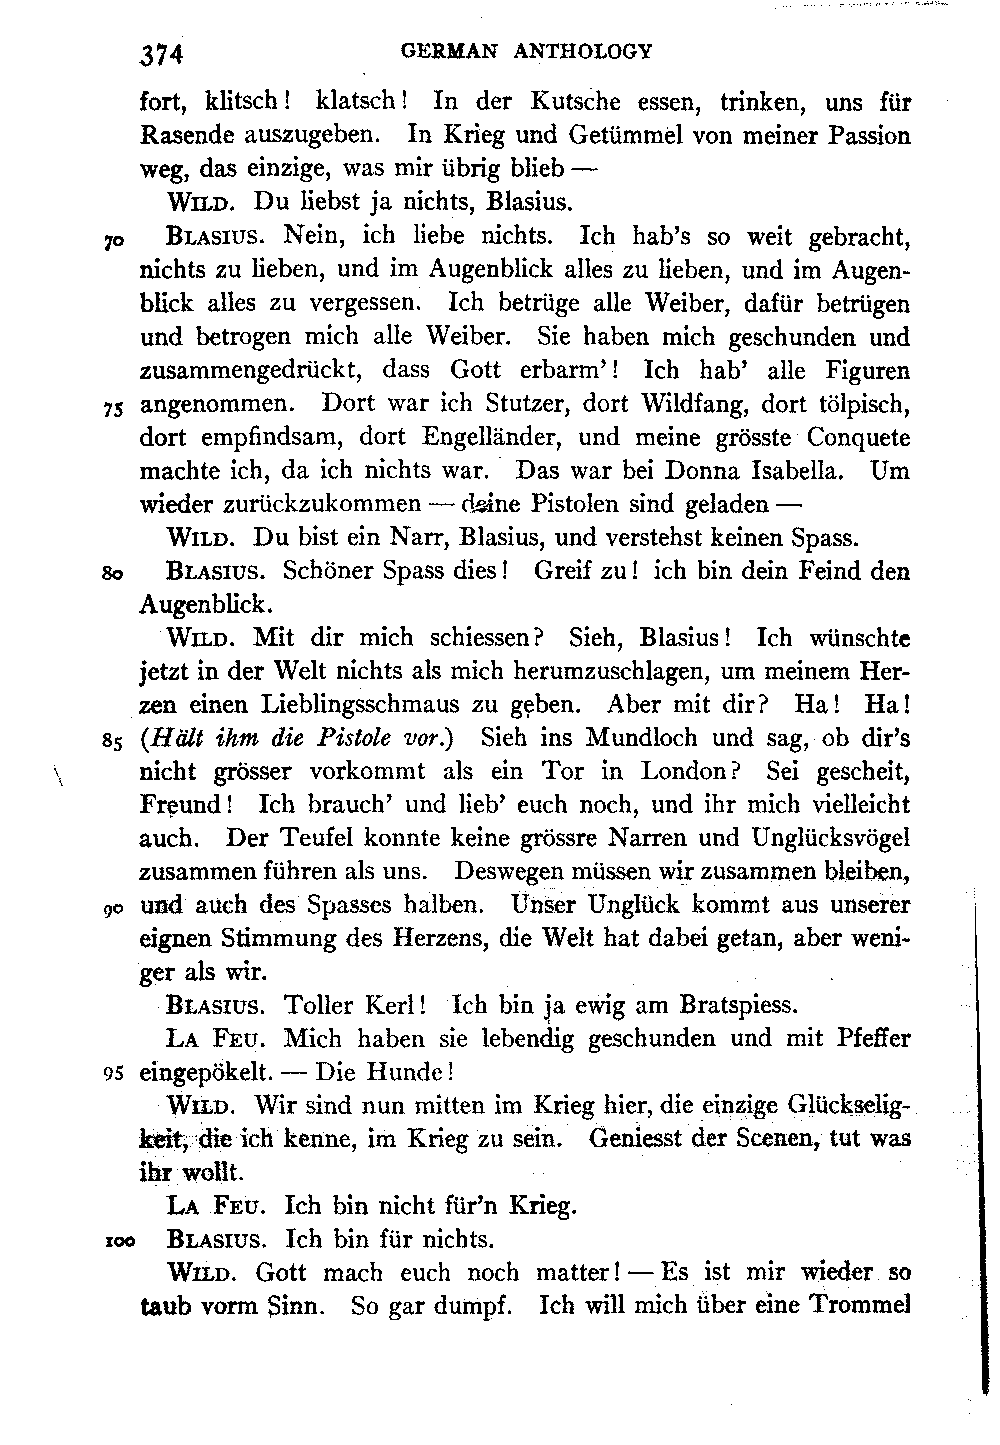 374 GERMAN ANTHOLOGY
fort, klitsch! klatsch! In der Kutsche essen, trinken, uns für
Rasende auszugeben. In Krieg und Getümmel von meiner Passion
weg, das einzige, was mir übrig blieb —
WILD. Du liebst ja nichts, Blasius.
70 BLASIUS. Nein, ich liebe nichts. Ich hab's so weit gebracht,
nichts zu lieben, und im Augenblick alles zu lieben, und im Augen-
blick alles zu vergessen. Ich betrüge alle Weiber, dafür betrügen
und betrogen mich alle Weiber. Sie haben mich geschunden und
zusammengedrückt, dass Gott erbarm'! Ich hab' alle Figuren
75 angenommen. Dort war ich Stutzer, dort Wildfang, dort tölpisch,
dort empfindsam, dort Engelländer, und meine grösste Conquete
machte ich, da ich nichts war. Das war bei Donna Isabella. Um
wieder zurückzukommen — deine Pistolen sind geladen —
WILD. Du bist ein Narr, Blasius, und verstehst keinen Spass.
80 BLASIUS. Schöner Spass dies! Greif zu! ich bin dein Feind den
Augenblick.
WILD. Mit dir mich schiessen? Sieh, Blasius! Ich wünschte
jetzt in der Welt nichts als mich herumzuschlagen, um meinem Her-
zen einen Lieblingsschmaus zu geben. Aber mit dir? Ha! Ha!
85 (Hält ihm die Pistole vor.) Sieh ins Mundloch und sag, ob dir's
nicht grösser vorkommt als ein Tor in London? Sei gescheit,
Freund! Ich brauch' und lieb' euch noch, und ihr mich vielleicht
auch. Der Teufel konnte keine grössre Narren und Unglücksvögel
zusammen führen als uns. Deswegen müssen wir zusammen bleiben,
90 und auch des Spasses halben. Unser Unglück kommt aus unserer
eignen Stimmung des Herzens, die Welt hat dabei getan, aber weni-
ger als wir.
BLASIUS. Toller Kerl! Ich bin ja ewig am Bratspiess.
LA FEU. Mich haben sie lebendig geschunden und mit Pfeffer
95 eingepökelt. — Die Hunde!
WILD. Wir sind nun mitten im Krieg hier, die einzige Glückselig-
keit, die ich kenne, im Krieg zu sein. Geniesst der Scenen, tut was
ihr wollt.
LA FEU. Ich bin nicht für'n Krieg.
100 BLASIUS. Ich bin für nichts.
WILD. Gott mach euch noch matter! — Es ist mir wieder so
taub vorm Sinn. So gar dumpf. Ich will mich über eine Trommel